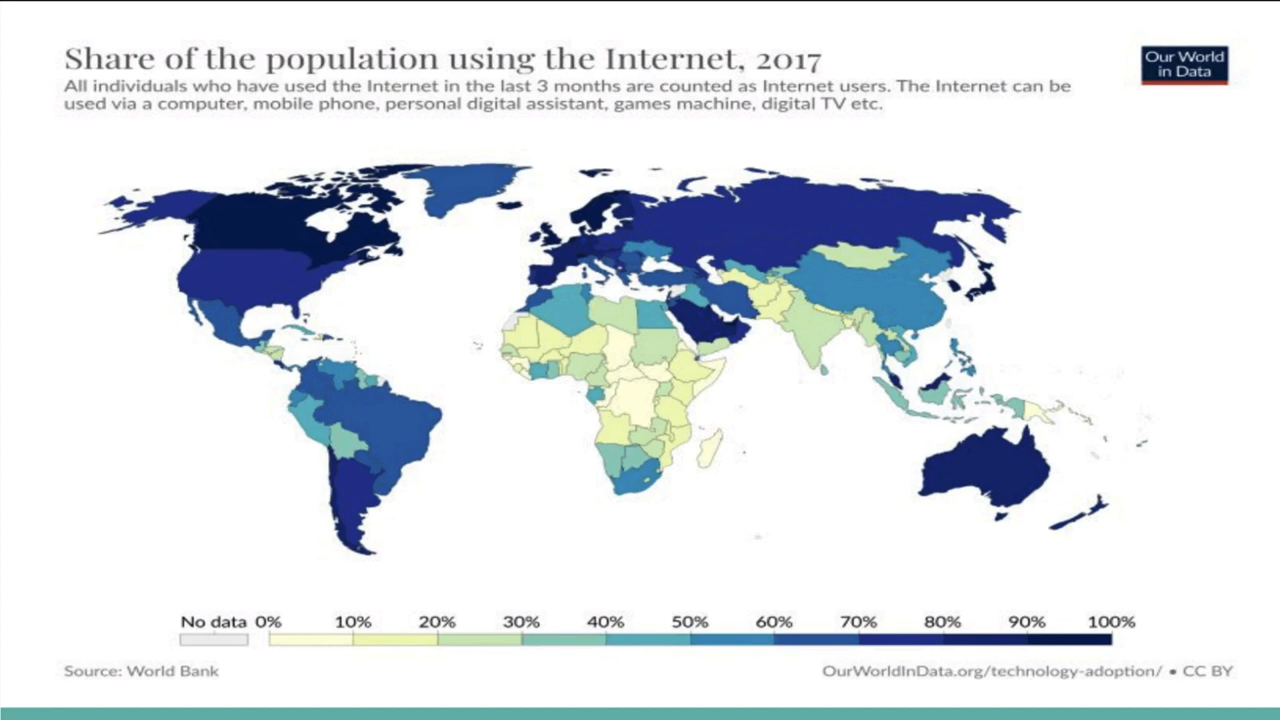 Share of the population using the Internet, 2017
Our World
in Data
All individuals who have used the Internet in the last 3 months are counted as Internet users. The Internet can be
used via a computer, mobile phone, personal digital assistant, games machine, digital TV etc.
No data 0% 10% 20% 30% 40% 50% 60% 70% 80% 90% 100%
Source: World Bank
OurWorldInData.org/technology-adoption/ • CC BY